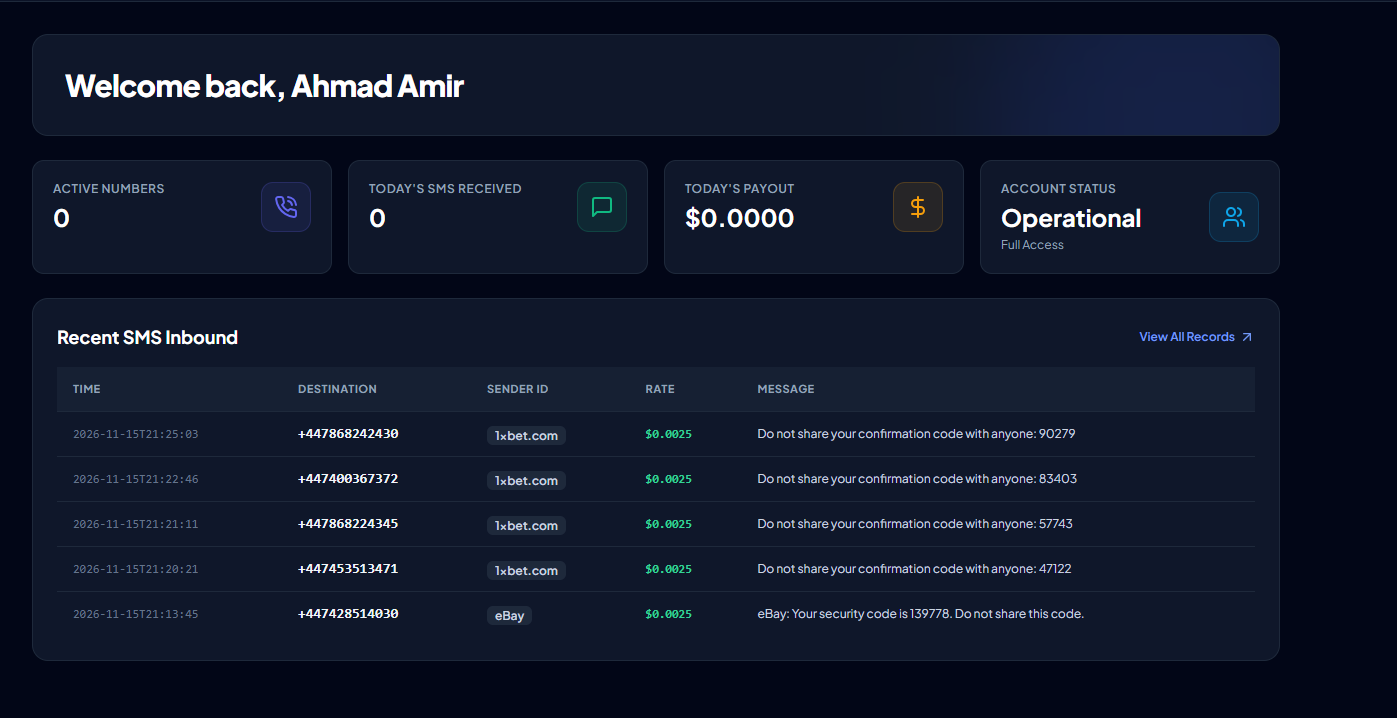 Welcome back, Ahmad Amir
ACTIVE NUMBERS
0
TODAY'S SMS RECEIVED
0
TODAY'S PAYOUT
$0.0000
ACCOUNT STATUS
Operational
Full Access
Recent SMS Inbound
View All Records
TIME DESTINATION SENDER ID RATE MESSAGE
2026-11-15T21:25:03 +447868242430 1xbet.com $0.0025 Do not share your confirmation code with anyone: 90279
2026-11-15T21:22:46 +447400367372 1xbet.com $0.0025 Do not share your confirmation code with anyone: 83403
2026-11-15T21:21:11 +447868224345 1xbet.com $0.0025 Do not share your confirmation code with anyone: 57743
2026-11-15T21:20:21 +447453513471 1xbet.com $0.0025 Do not share your confirmation code with anyone: 47122
2026-11-15T21:13:45 +447428514030 eBay $0.0025 eBay: Your security code is 139778. Do not share this code.